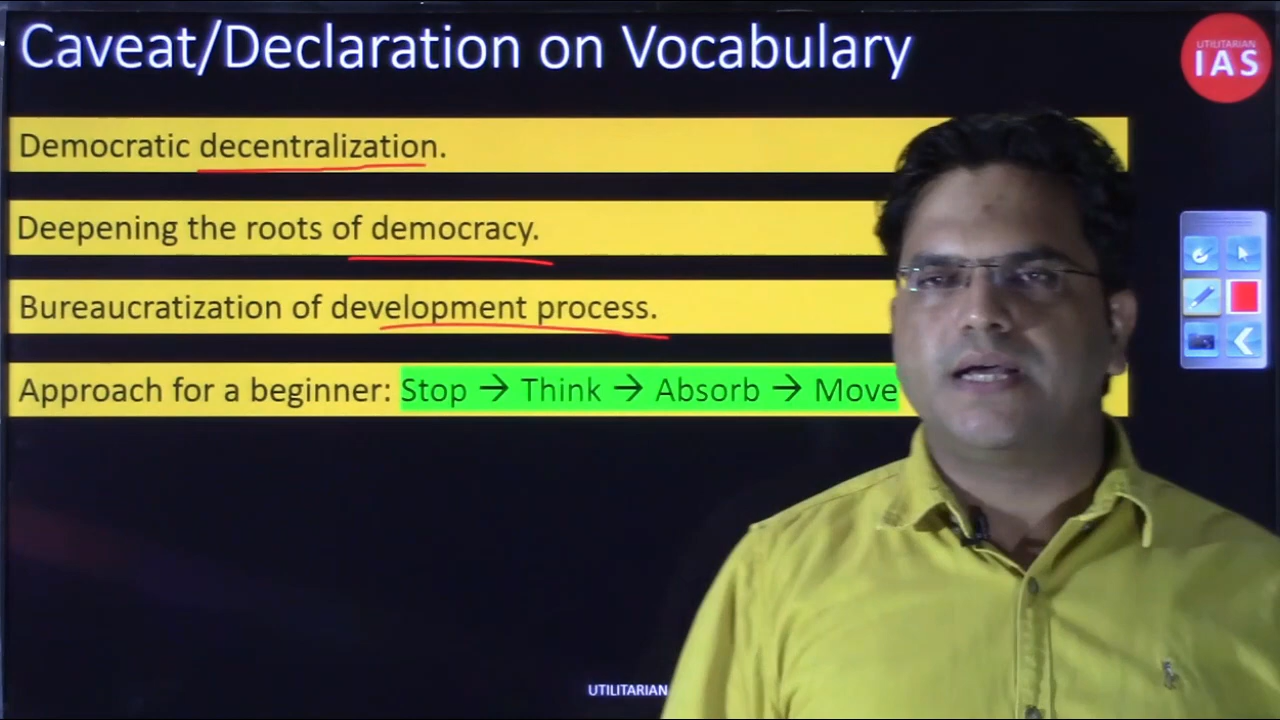 Caveat/Declaration on Vocabulary
UTILITARIAN
IAS
Democratic decentralization.
Deepening the roots of democracy.
Bureaucratization of development process.
Approach for a beginner: Stop → Think → Absorb → Move
UTILITARIAN